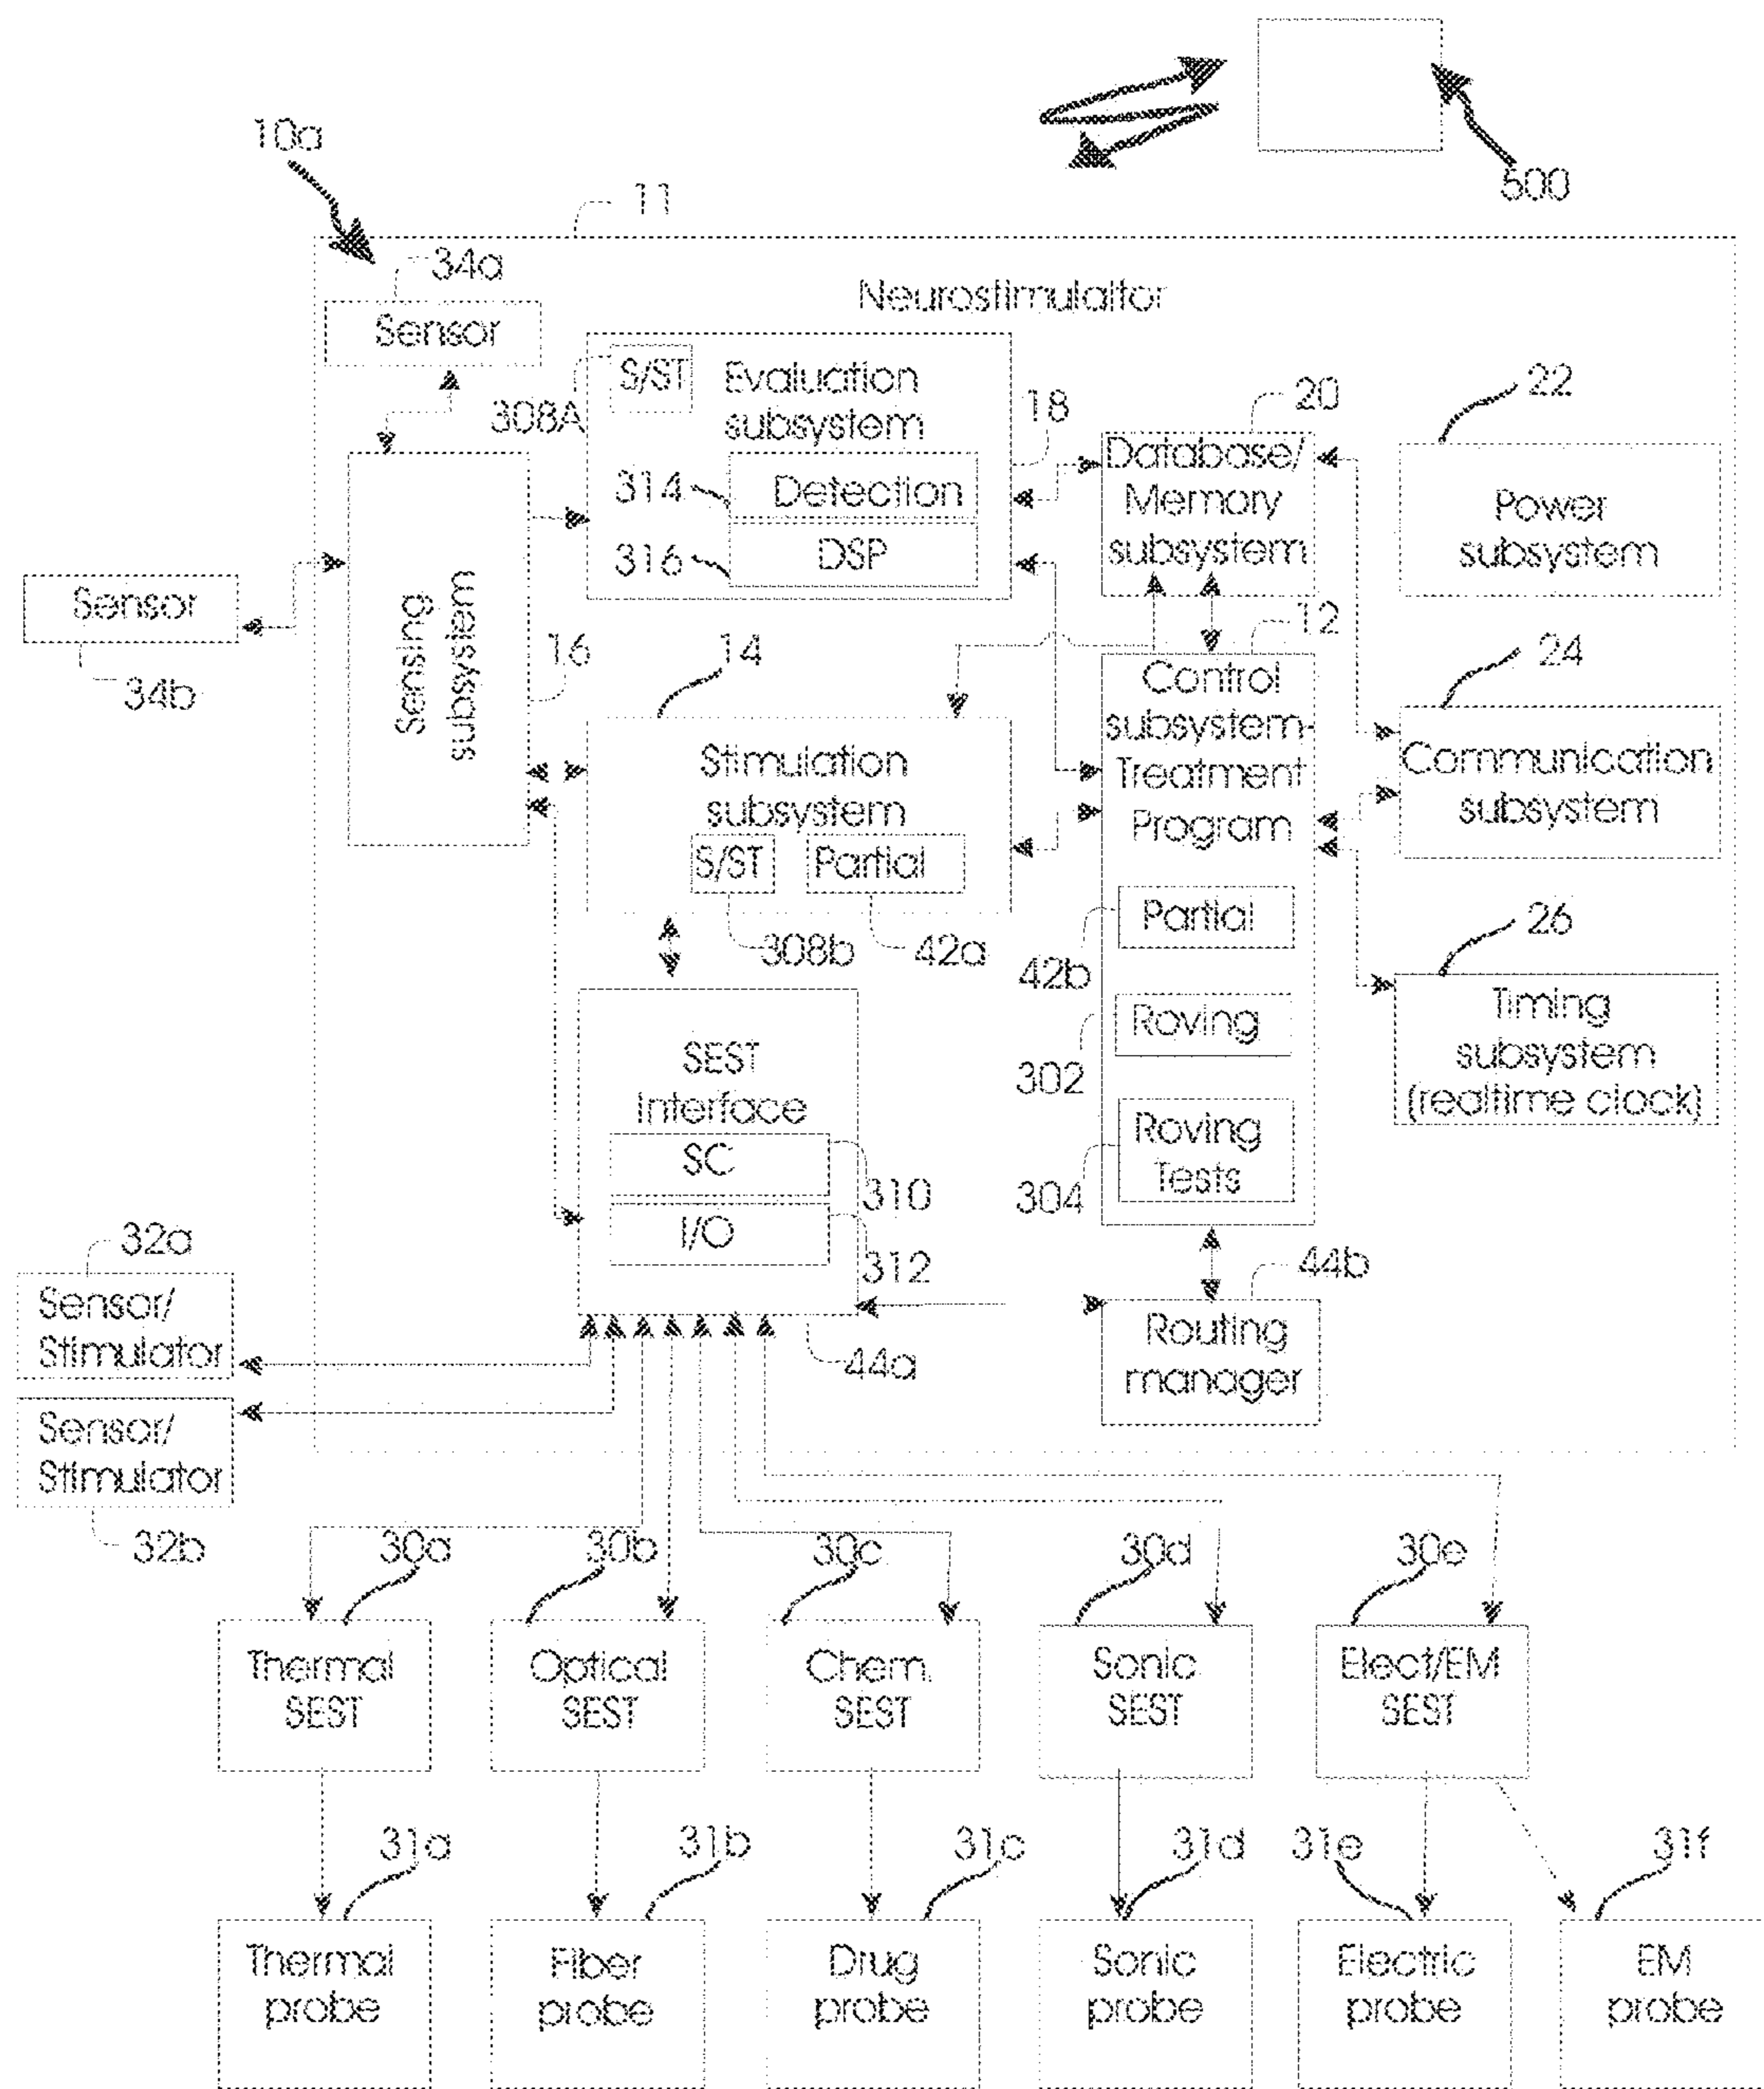 500
10a
11
34a
Neurostimulaitor
Sensor
S/ST
Evaluation
subsystem
308A
18
20
22
314
Detection
316
DSP
Database/
Memory
subsystem
Power
subsystem
Sensor
34b
Sensing
subsystem
16
14
12
24
Stimulation
subsystem
S/ST
Partial
308b
42a
Control
subsystem-
Treatment
Program
Partial
42b
Roving
302
Roving
Tests
304
Communication
subsystem
26
Timing
subsystem
(realtime clock)
SEST
Interface
SC
310
I/O
312
32a
Sensor/
Stimulator
44a
44b
Routing
manager
Sensor/
Stimulator
32b
30a
30b
30c
30d
30e
Thermal
SEST
Optical
SEST
Chem.
SEST
Sonic
SEST
Elect/EM
SEST
31a
31b
31c
31d
31e
31f
Thermal
probe
Fiber
probe
Drug
probe
Sonic
probe
Electric
probe
EM
probe